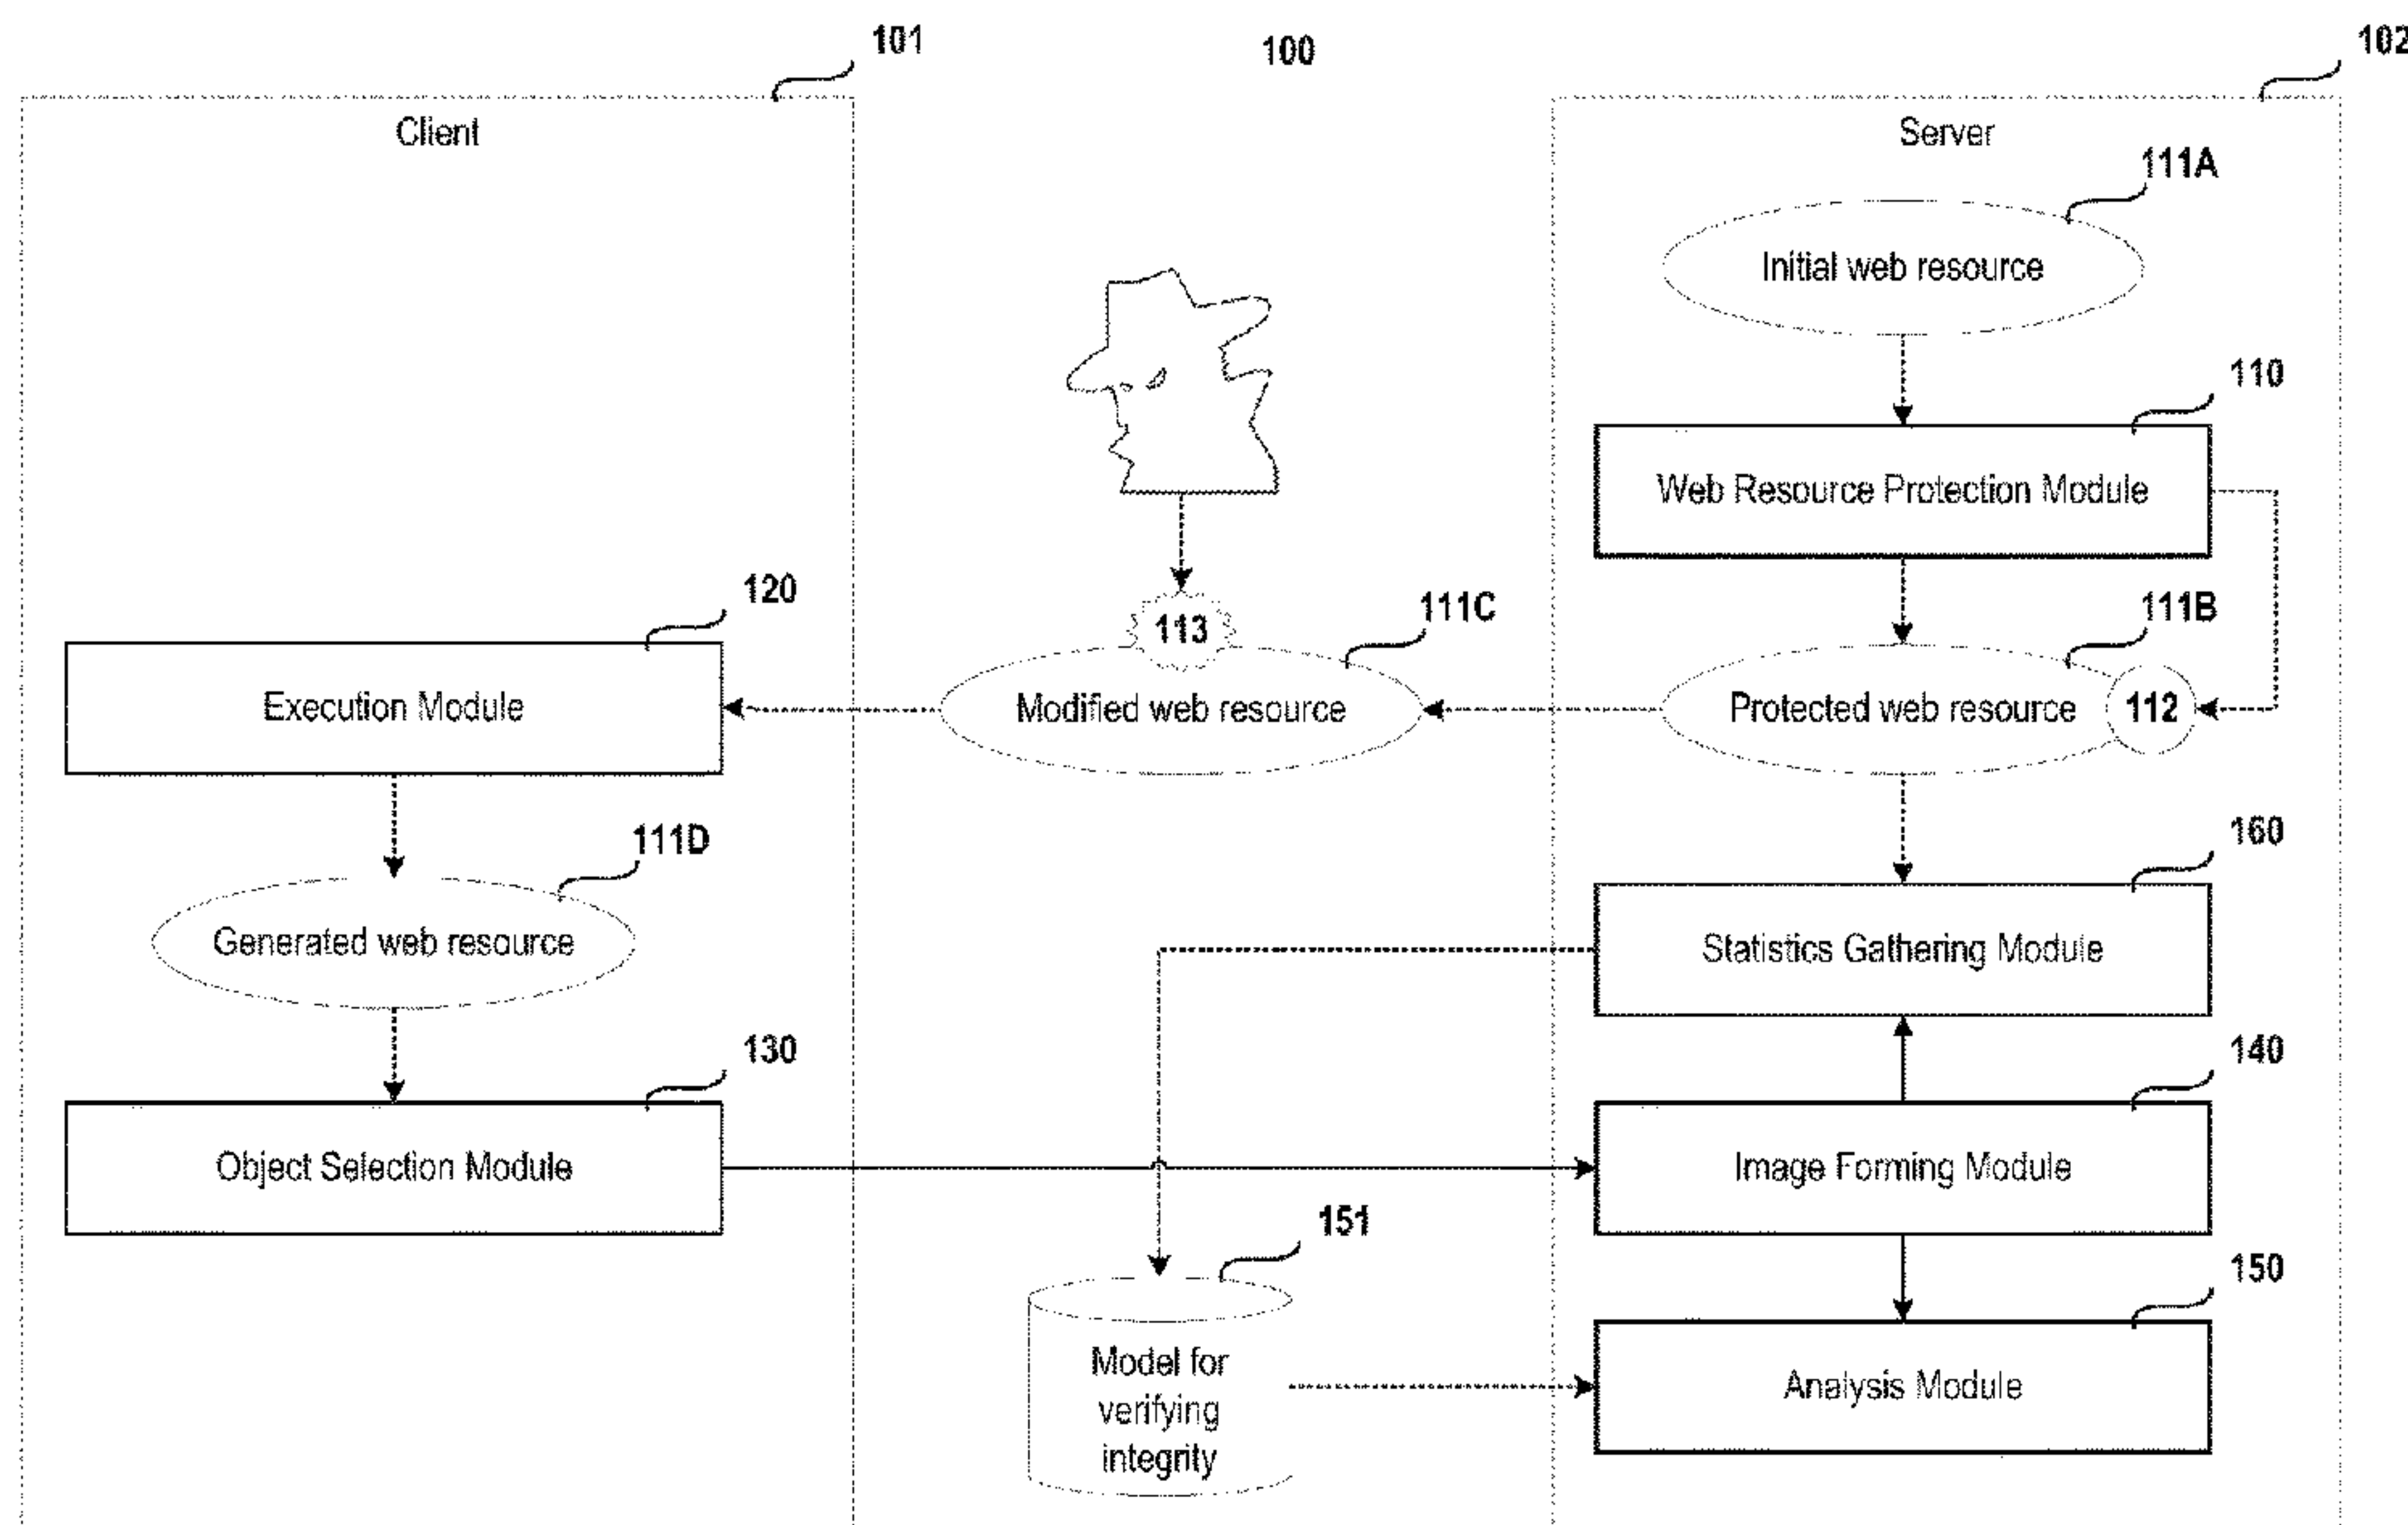 101
100
102
Client
Server
111A
Initial web resource
110
Web Resource Protection Module
120
113
111C
111B
Execution Module
Modified web resource
Protected web resource
112
111D
160
Generated web resource
Statistics Gathering Module
130
140
Object Selection Module
Image Forming Module
151
150
Model for
verifying
integrity
Analysis Module